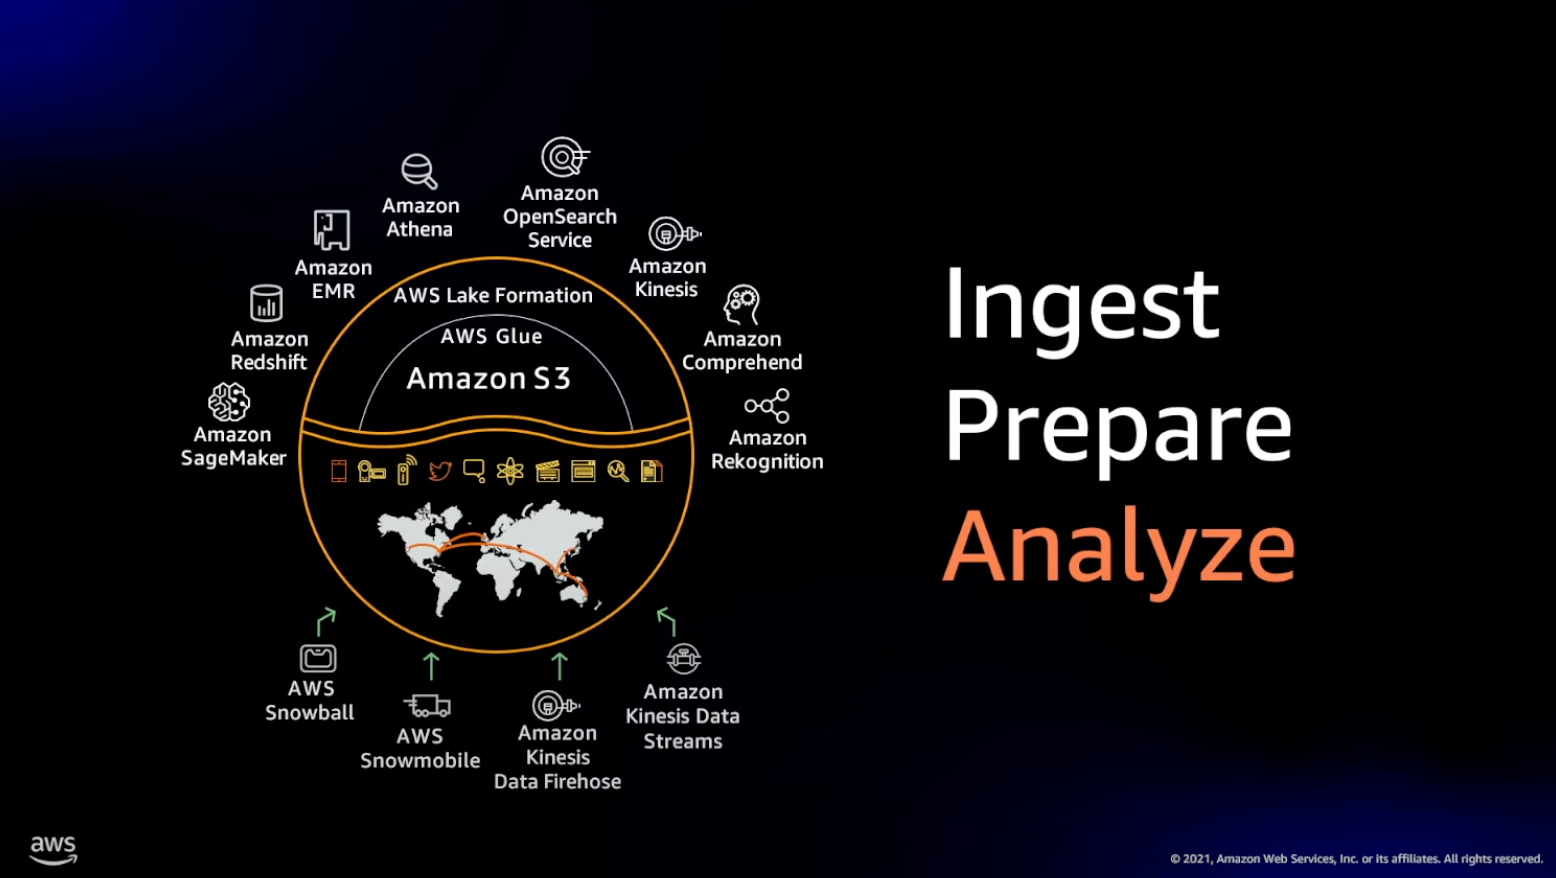 Amazon
OpenSearch
Service
Amazon
Athena
Amazon
EMR
Amazon
Kinesis
Amazon
Redshift
Amazon
Comprehend
Amazon
SageMaker
Amazon
Rekognition
AWS Lake Formation
AWS Glue
Amazon S3
AWS
Snowball
AWS
Snowmobile
Amazon
Kinesis
Data Firehose
Amazon
Kinesis Data
Streams
Ingest
Prepare
Analyze
aws
© 2021, Amazon Web Services, Inc. or its affiliates. All rights reserved.